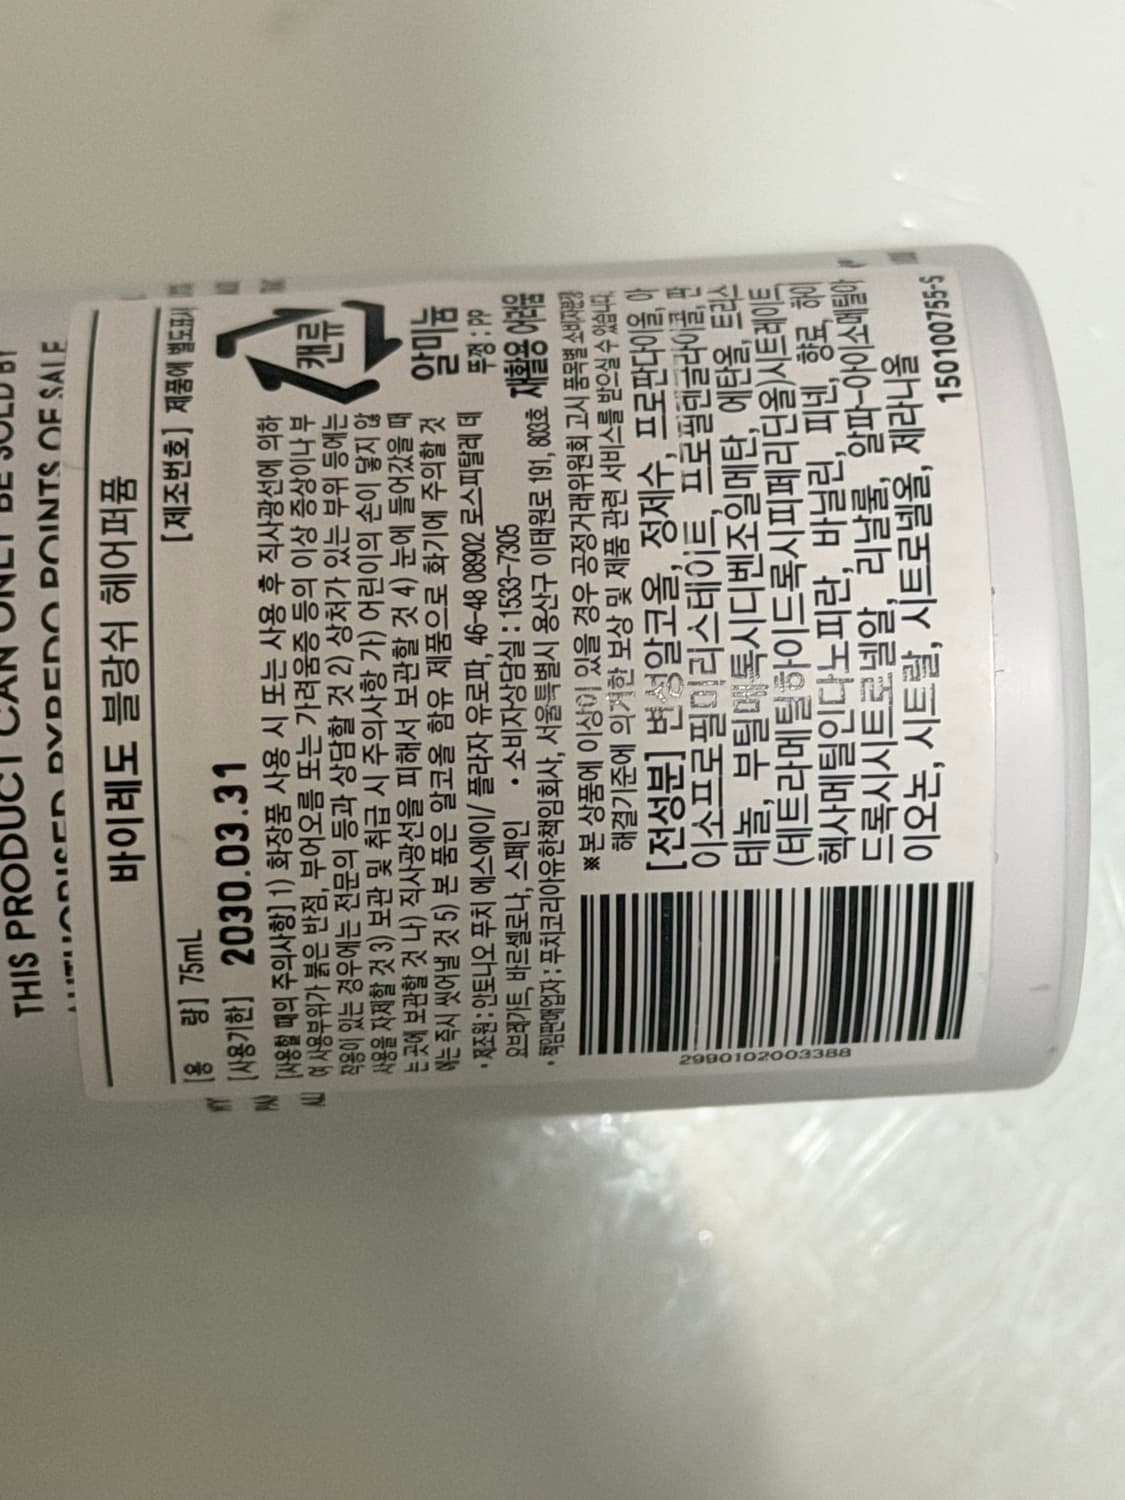 THIS PRODUCT CAN ONLY BE SOLD BY
AUTHORISED BYREDO POINTS OF SALE
바이레도 블랑쉬 헤어퍼퓸
[용 량] 75mL [제조번호] 제품에 별도표시
[사용기한] 2030.03.31
[사용할 때의 주의사항] 1) 화장품 사용 시 또는 사용 후 직사광선에 의하
여 사용부위가 붉은 반점, 부어오름 또는 가려움증 등의 이상 증상이나 부
작용이 있는 경우에는 전문의 등과 상담할 것 2) 상처가 있는 부위 등에는
사용을 자제할 것 3) 보관 및 취급 시 주의사항 가) 어린이의 손이 닿지 않
는 곳에 보관할 것 나) 직사광선을 피해서 보관할 것 4) 눈에 들어갔을 때
에는 즉시 씻어낼 것 5) 본 품은 알코올 함유 제품으로 화기에 주의할 것
캔류
알미늄
뚜껑 : PP
재활용 어려움
• 제조원 : 안토니오 푸치 에스에이/ 플라자 유로파, 46-48 08902 로스피탈레 데
요브레가트, 바르셀로나, 스페인 • 소비자상담실 : 1533-7305
• 책임판매업자 : 푸치코리아유한책임회사, 서울특별시 용산구 이태원로 191, 803호
※본 상품에 이상이 있을 경우 공정거래위원회 고시 품목별 소비자분쟁
해결기준에 의거한 보상 및 제품 관련 서비스를 받으실 수 있습니다.
[전성분] 변성알코올, 정제수, 프로판다이올, 아
이소프로필미리스테이트, 프로필렌글라이콜, 판
테놀, 부틸메톡시디벤조일메탄, 에탄올, 트리스
(테트라메틸하이드록시피페리딘올)시트레이트,
헥사메틸인다노피란, 바닐린, 피넨, 향료, 하이
드록시시트로넬알, 리날룰, 알파-아이소메틸아
이오논, 시트랄, 시트로넬올, 제라니올
2990102003388
150100755-S